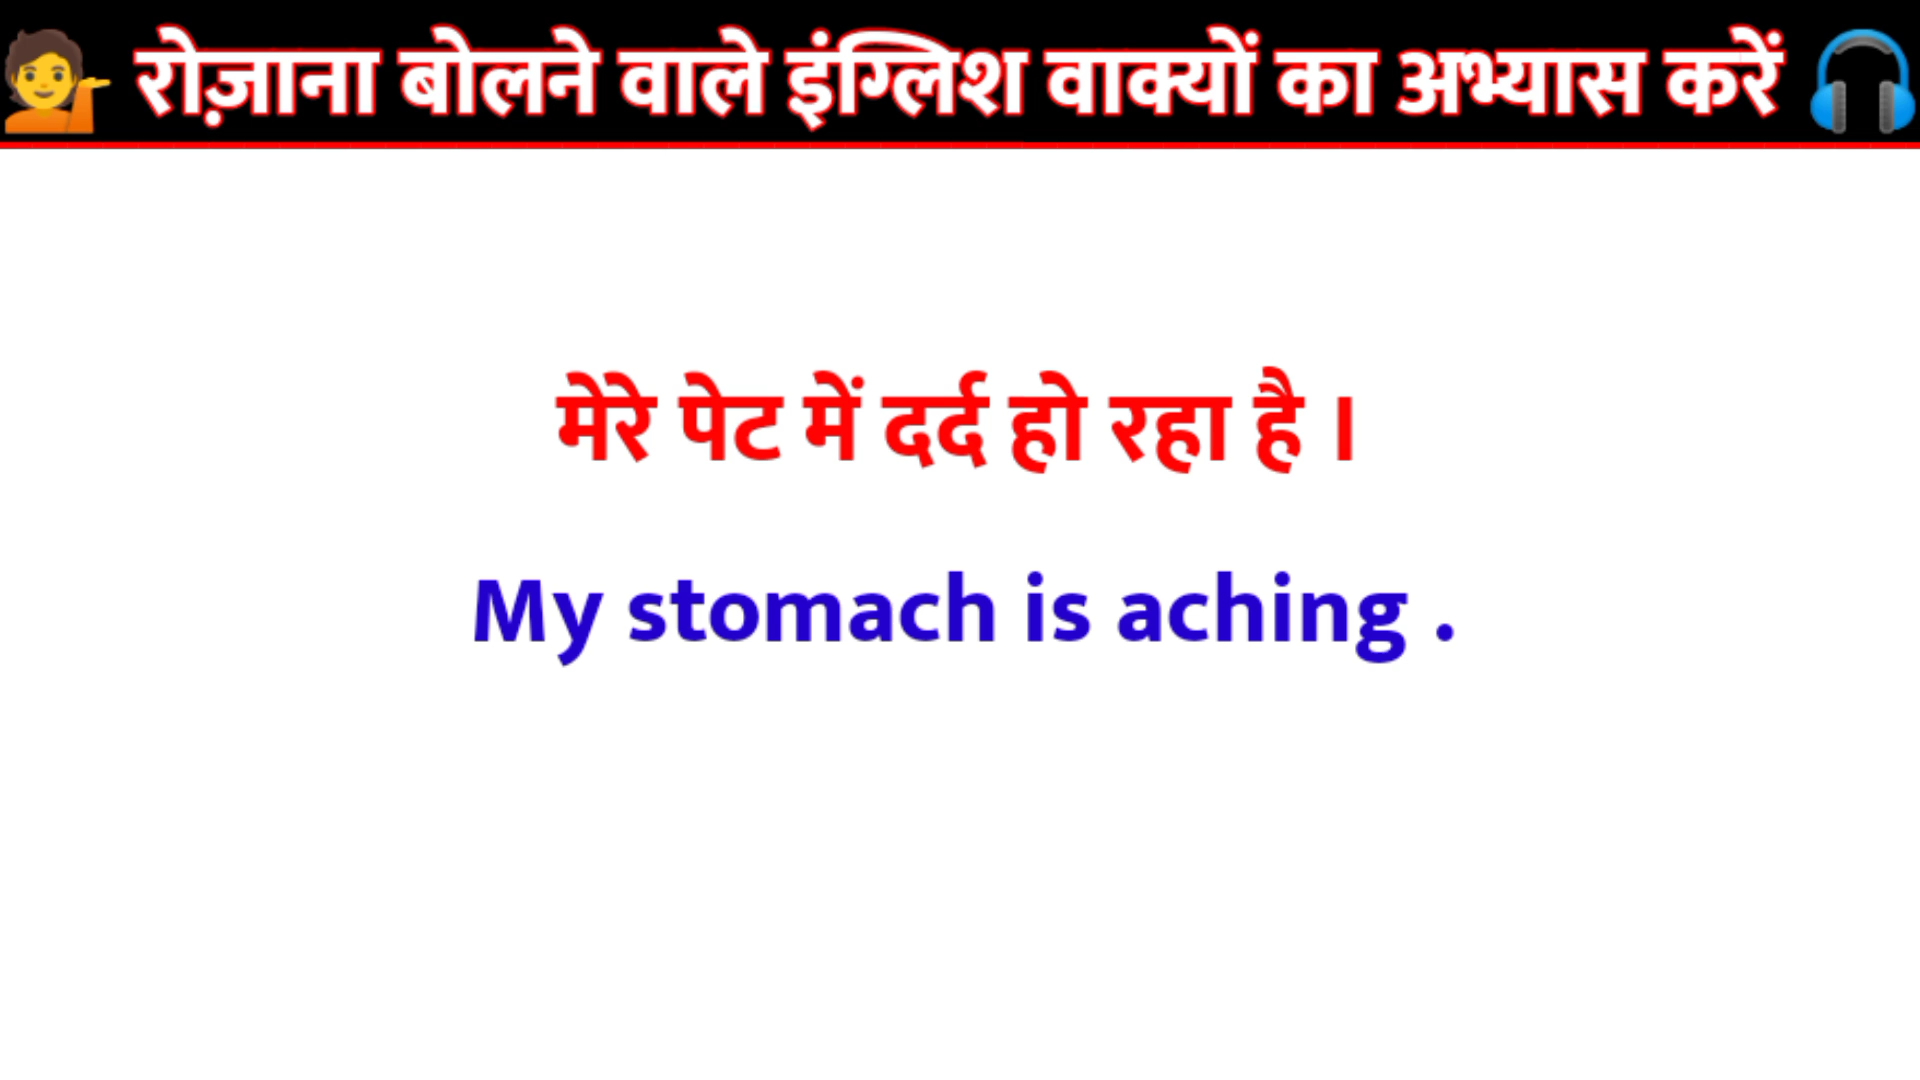 💁 रोज़ाना बोलने वाले इंग्लिश वाक्यों का अभ्यास करें 🎧
मेरे पेट में दर्द हो रहा है ।
My stomach is aching .